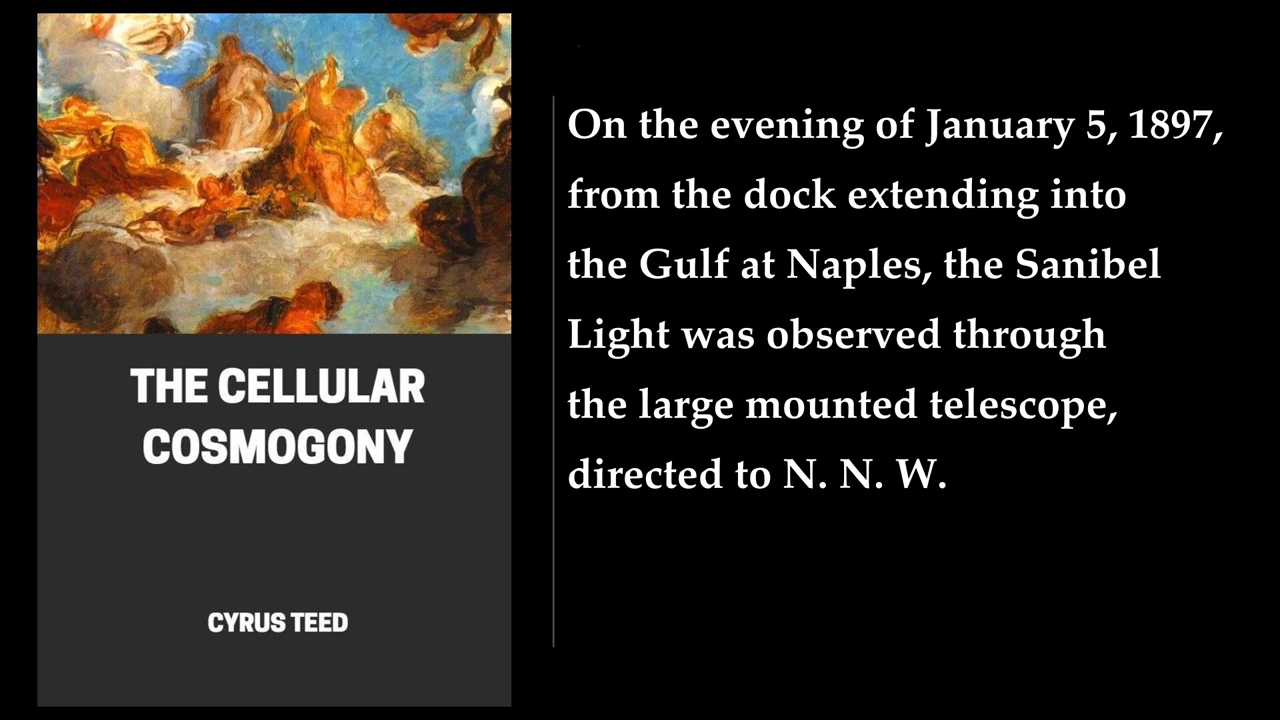 THE CELLULAR
COSMOGONY
CYRUS TEED
On the evening of January 5, 1897,
from the dock extending into
the Gulf at Naples, the Sanibel
Light was observed through
the large mounted telescope,
directed to N. N. W.